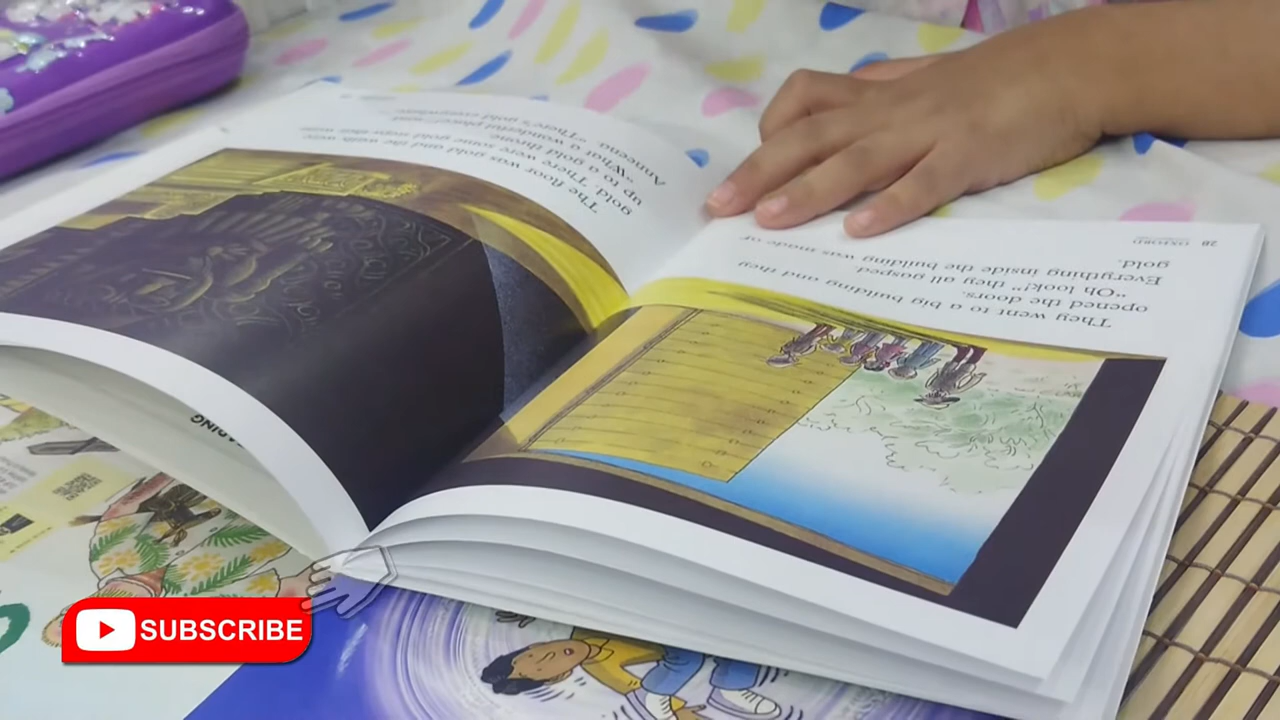 They went to a big building and they
opened the doors.
"Oh look!" they all gasped.
Everything inside the building was made of
gold.
OXFORD
The floor was gold and the walls were
gold. There were some gold steps that went
up to a gold throne.
"What a wonderful place!" said
Aneena. "There's gold everywhere
SUBSCRIBE